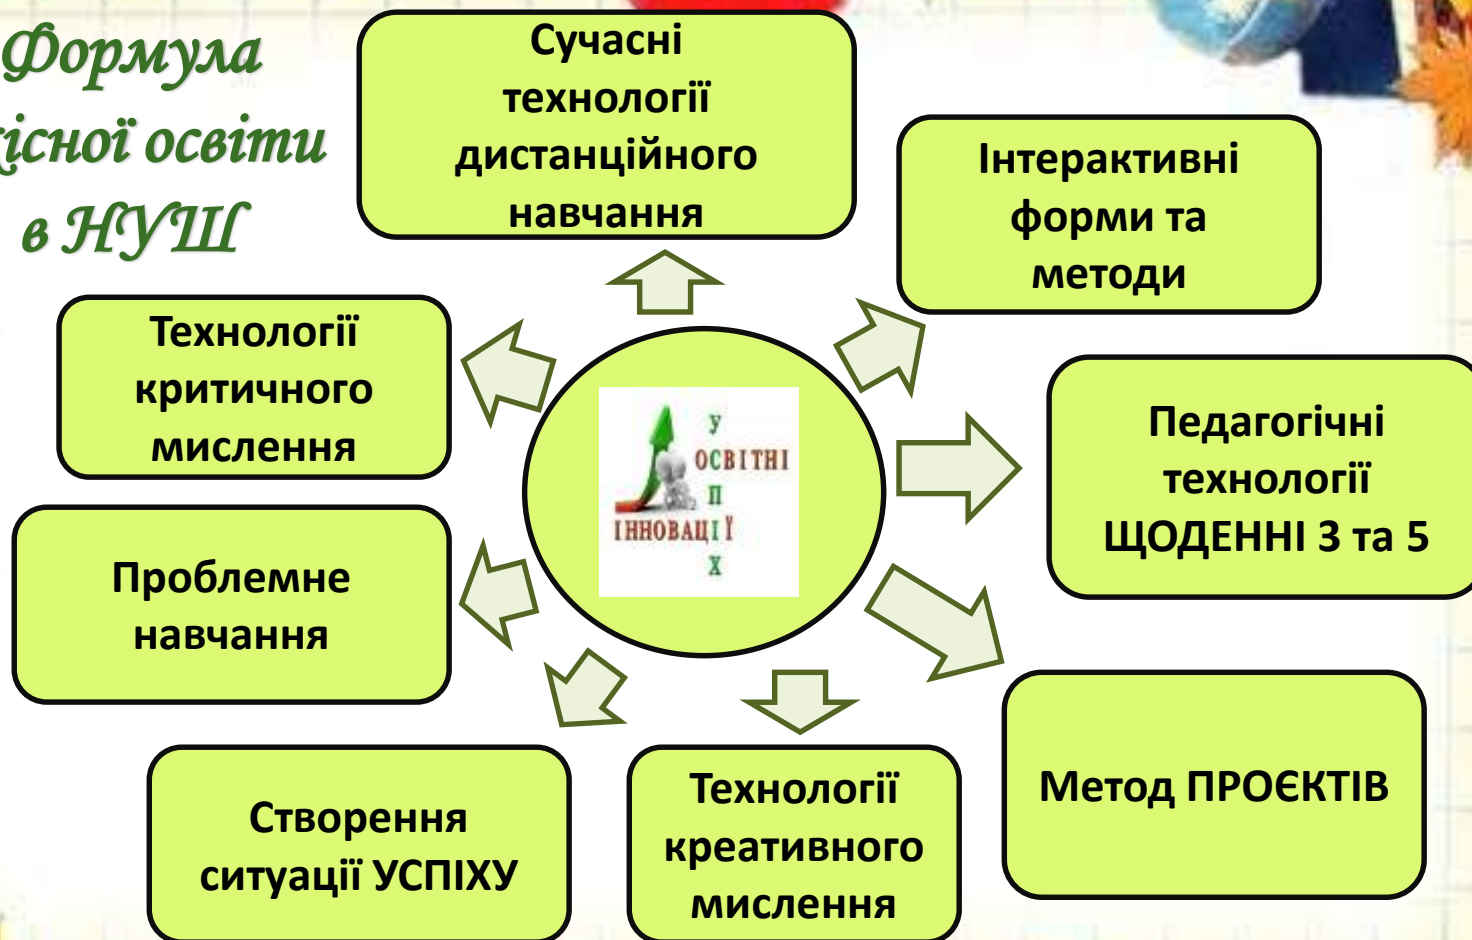 Формула
кісної освіти
в НУШ
Сучасні
технології
дистанційного
навчання
Інтерактивні
форми та
методи
Технології
критичного
мислення
Педагогічні
технології
ЩОДЕННІ 3 та 5
Проблемне
навчання
У
ОСВІТНІ
П
ІННОВАЦІЇ
Х
Метод ПРОЄКТІВ
Створення
ситуації УСПІХУ
Технології
креативного
мислення